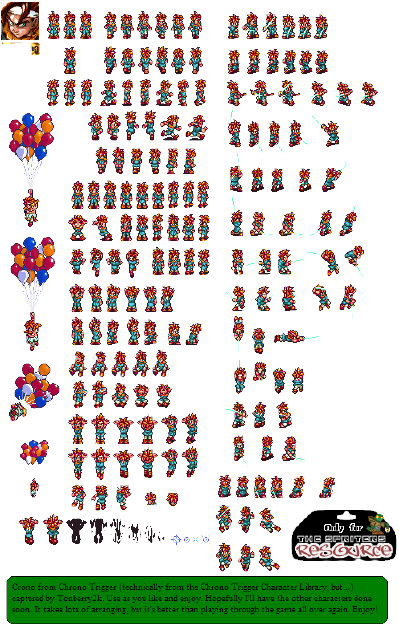 Only for
THE SPRITERS
RESOURCE
Crono from Chrono Trigger (technically from the Chrono Trigger Character Library, but...)
captured by Tonberry2k. Use as you like and enjoy. Hopefully I'll have the other characters done
soon. It takes lots of arranging, but it's better than playing through the game all over again. Enjoy!